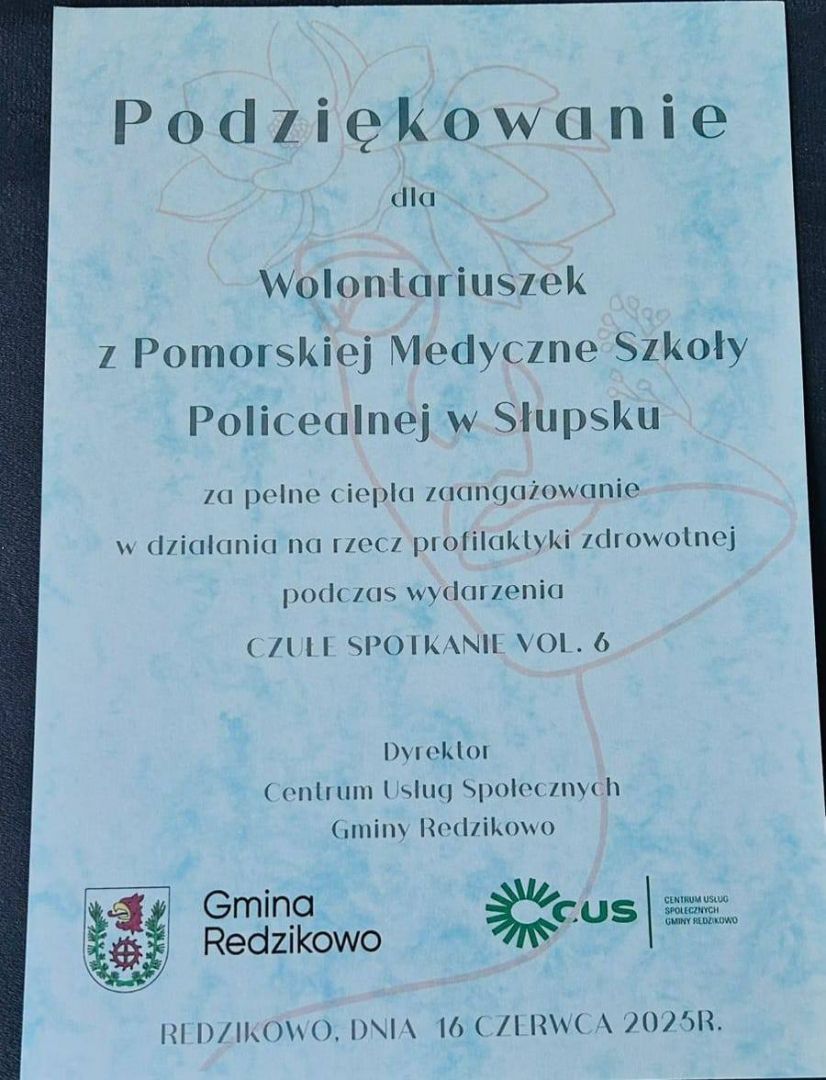 Podziękowanie
dla
Wolontariuszek
z Pomorskiej Medyczne Szkoły
Policealnej w Słupsku
za pełne ciepła zaangażowanie
w działania na rzecz profilaktyki zdrowotnej
podczas wydarzenia
CZUŁE SPOTKANIE VOL. 6
Dyrektor
Centrum Usług Społecznych
Gminy Redzikowo
Gmina
Redzikowo
CUS
CENTRUM USŁUG
SPOŁECZNYCH
GMINY REDZIKOWO
REDZIKOWO, DNIA 16 CZERWCA 2025R.